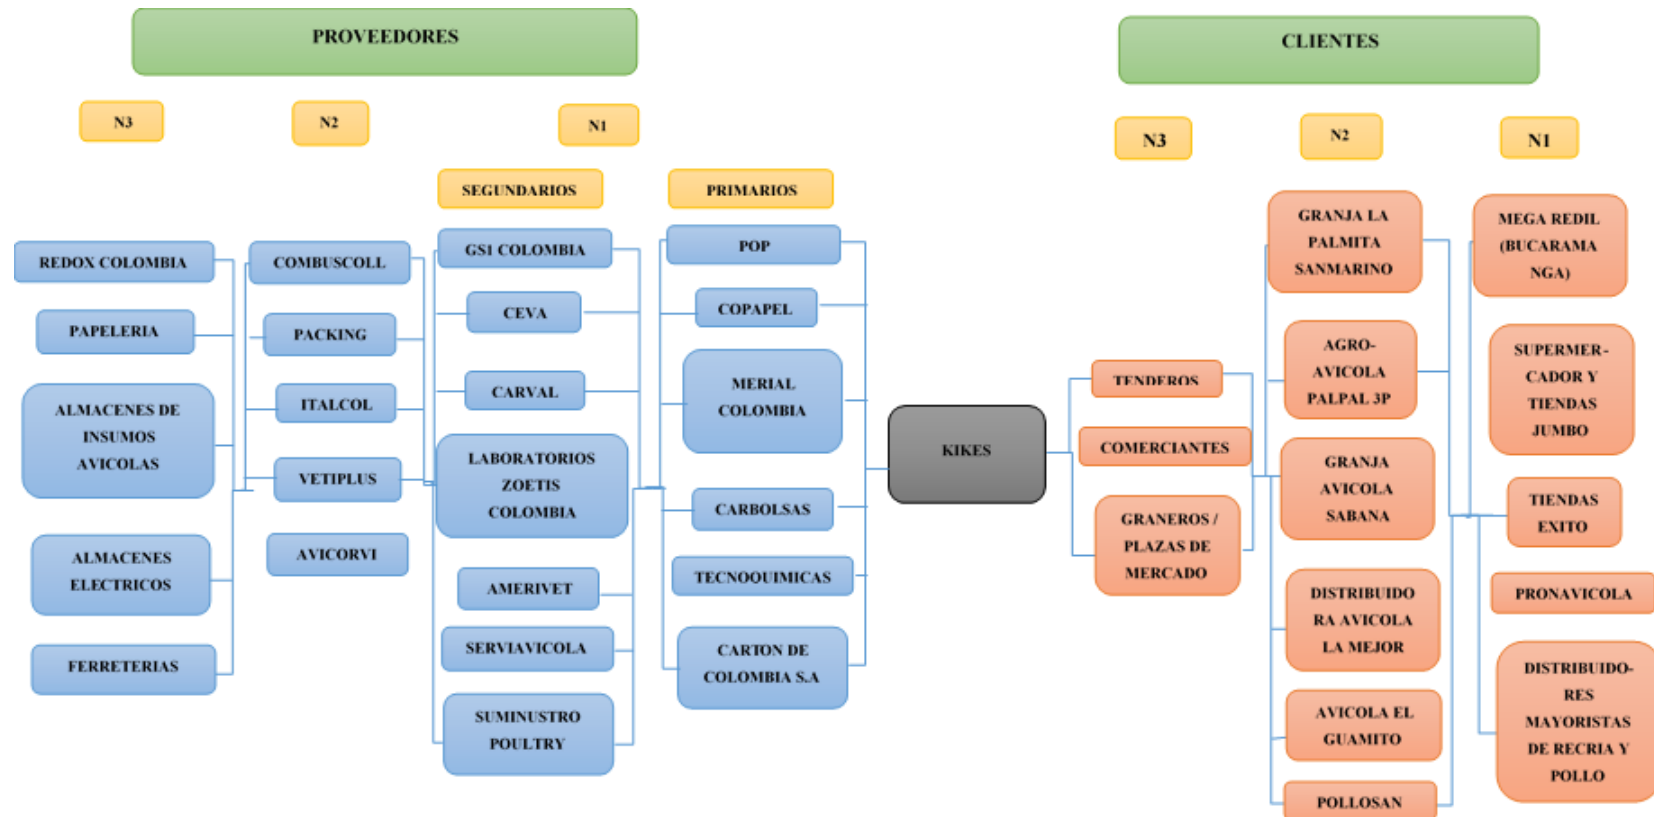 PROVEEDORES
CLIENTES
N3
N2
N1
N3
N2
N1
SEGUNDARIOS
PRIMARIOS
REDOX COLOMBIA
PAPELERIA
ALMACENES DE
INSUMOS
AVICOLAS
ALMACENES
ELECTRICOS
FERRETERIAS
COMBUSCOLL
PACKING
ITALCOL
VETIPLUS
AVICORVI
GS1 COLOMBIA
CEVA
CARVAL
LABORATORIOS
ZOETIS
COLOMBIA
AMERIVET
SERVIAVICOLA
SUMINUSTRO
POULTRY
POP
COPAPEL
MERIAL
COLOMBIA
CARBOLSAS
TECNOQUIMICAS
CARTON DE
COLOMBIA S.A
KIKES
TENDEROS
COMERCIANTES
GRANEROS /
PLAZAS DE
MERCADO
GRANJA LA
PALMITA
SANMARINO
AGRO-
AVICOLA
PALPAL 3P
GRANJA
AVICOLA
SABANA
DISTRIBUIDO
RA AVICOLA
LA MEJOR
AVICOLA EL
GUAMITO
POLLOSAN
MEGA REDIL
(BUCARAMA
NGA)
SUPERMER-
CADOR Y
TIENDAS
JUMBO
TIENDAS
EXITO
PRONAVICOLA
DISTRIBUIDO-
RES
MAYORISTAS
DE RECRIA Y
POLLO